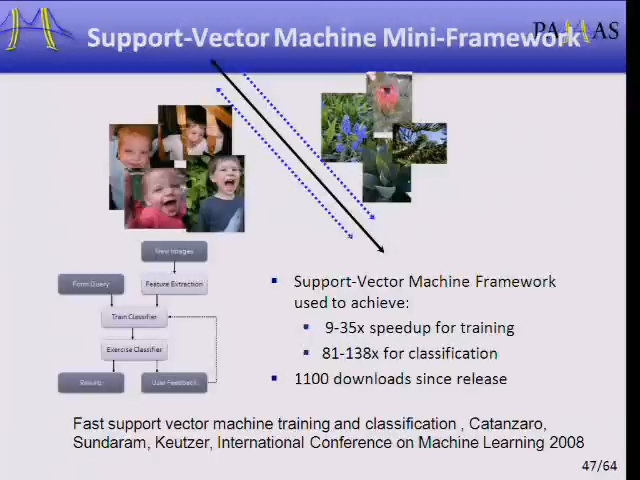 Support-Vector Machine Mini-Framework
PALLAS
New Images
Form Query
Feature Extraction
Train Classifier
Exercise Classifier
Results
User Feedback
Support-Vector Machine Framework
used to achieve:
9-35x speedup for training
81-138x for classification
1100 downloads since release
Fast support vector machine training and classification , Catanzaro,
Sundaram, Keutzer, International Conference on Machine Learning 2008
47/64